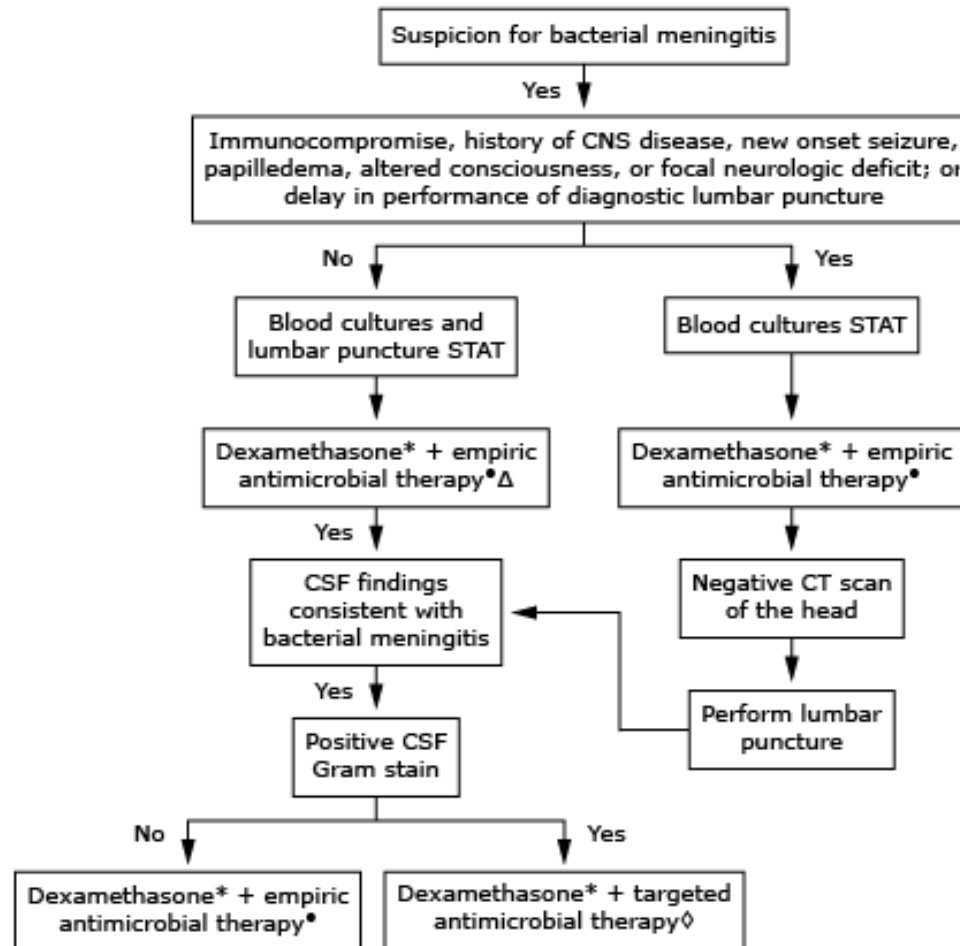 Suspicion for bacterial meningitis
Yes
Immunocompromise, history of CNS disease, new onset seizure,
papilledema, altered consciousness, or focal neurologic deficit; or
delay in performance of diagnostic lumbar puncture
No
Yes
Blood cultures and
lumbar puncture STAT
Blood cultures STAT
Dexamethasone* + empiric
antimicrobial therapy•Δ
Dexamethasone* + empiric
antimicrobial therapy•
Yes
CSF findings
consistent with
bacterial meningitis
Negative CT scan
of the head
Yes
Perform lumbar
puncture
Positive CSF
Gram stain
No
Yes
Dexamethasone* + empiric
antimicrobial therapy•
Dexamethasone* + targeted
antimicrobial therapy◊